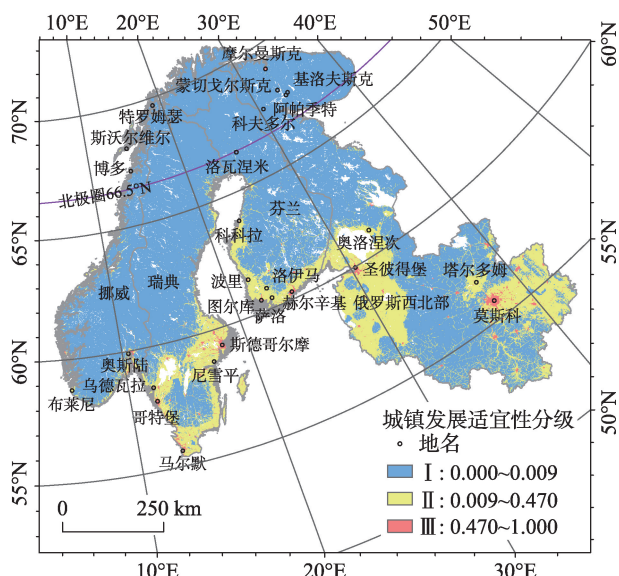 10°E 20°E 30°E 40°E 50°E
60°N
70°N
65°N
60°N
55°N
55°N
50°N
摩尔曼斯克
蒙切戈尔斯克 基洛夫斯克
特罗姆瑟 阿帕季特
斯沃尔维尔 科夫多尔
博多 洛瓦涅米
北极圈66.5°N
芬兰
科科拉
奥洛涅茨
瑞典 波里 洛伊马 圣彼得堡 塔尔多姆
挪威
图尔库 赫尔辛基 俄罗斯西北部
萨洛 莫斯科
斯德哥尔摩
奥斯陆
乌德瓦拉 尼雪平
布莱尼
哥特堡
马尔默
城镇发展适宜性分级
地名
Ⅰ: 0.000~0.009
Ⅱ: 0.009~0.470
Ⅲ: 0.470~1.000
0 250 km
10°E 20°E 30°E